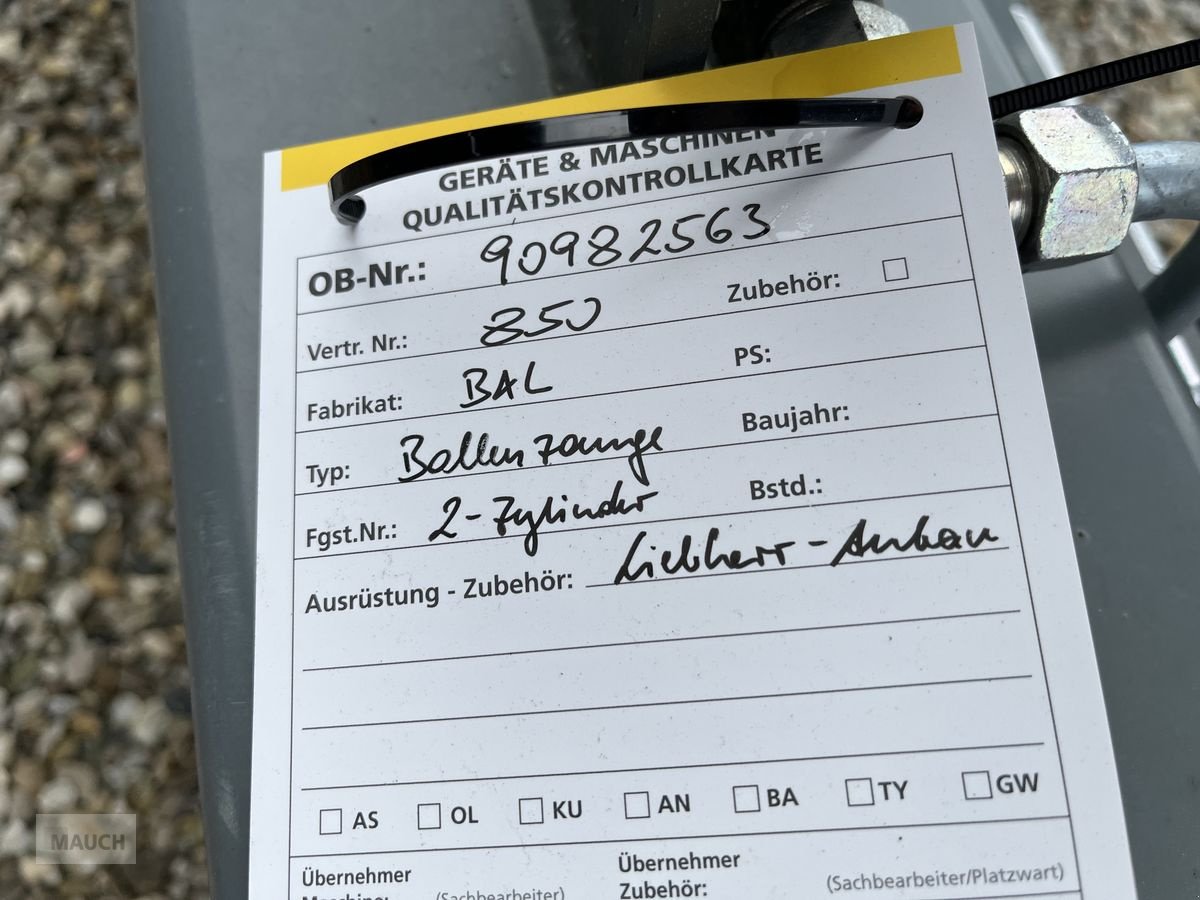 GERÄTE & MASCHINEN
QUALITÄTSKONTROLLKARTE
OB-Nr.: 90982563
Vertr. Nr.: 850 Zubehör:
Fabrikat: BAL PS:
Typ: Ballenzange Baujahr:
Fgst.Nr.: 2-Zylinder Bstd.:
Ausrüstung - Zubehör: Liebherr-Anbau
AS OL KU AN BA TY GW
Übernehmer Übernehmer
Maschine: (Sachbearbeiter) Zubehör: (Sachbearbeiter/Platzwart)
MAUCH